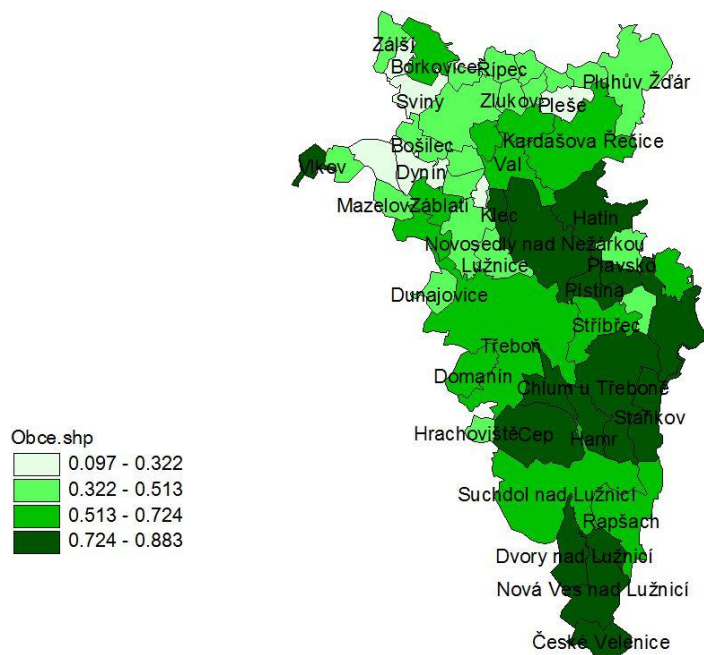 Zálší
Borkovice
Řípec
Pluhův Žďár
Sviny
Zlukov
Pleše
Bošilec
Kardašova Řečice
Vlkov
Dynín
Val
Mazelov
Záblatí
Klec
Hatín
Novosedly nad Nežárkou
Lužnice
Plavsko
Pístina
Dunajovice
Stříbřec
Třeboň
Domanín
Chlum u Třeboně
Staňkov
Hrachoviště
Cep
Hamr
Suchdol nad Lužnicí
Rapšach
Dvory nad Lužnicí
Nová Ves nad Lužnicí
České Velenice
Obce.shp
0.097 - 0.322
0.322 - 0.513
0.513 - 0.724
0.724 - 0.883